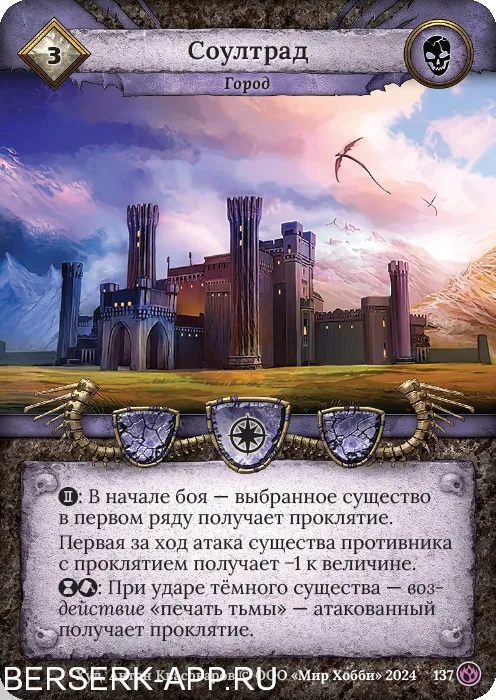 3
Соултрад
Город
II: В начале боя — выбранное существо
в первом ряду получает проклятие.
Первая за ход атака существа противника
с проклятием получает −1 к величине.
: При ударе тёмного существа — воз-
действие «печать тьмы» — атакованный
получает проклятие.
© ООО «Мир Хобби» 2024 137
BERSERK-APP.RU